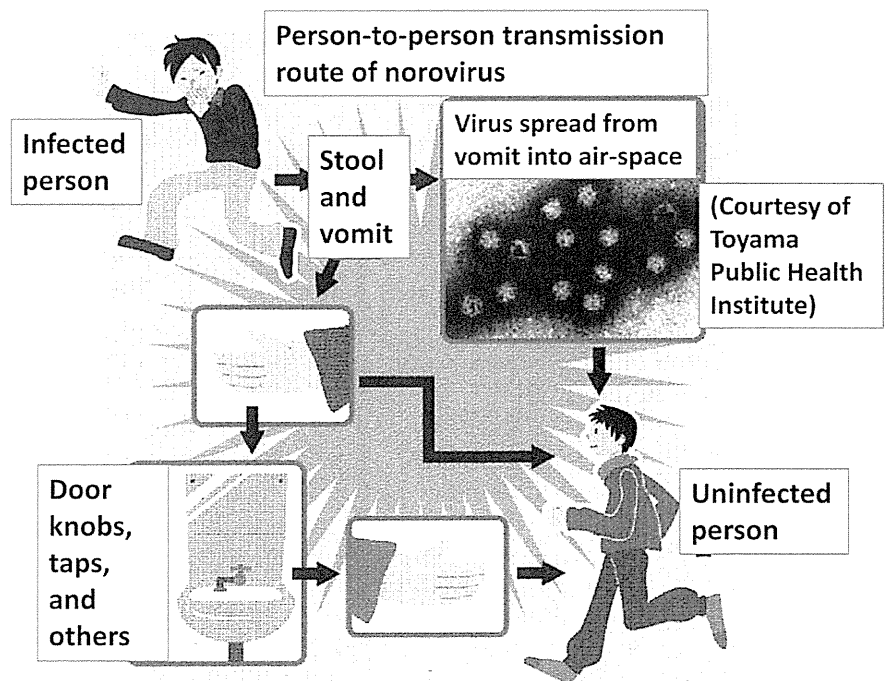 Person-to-person transmission
route of norovirus
Infected
person
Stool
and
vomit
Virus spread from
vomit into air-space
(Courtesy of
Toyama
Public Health
Institute)
Door
knobs,
taps,
and
others
Uninfected
person